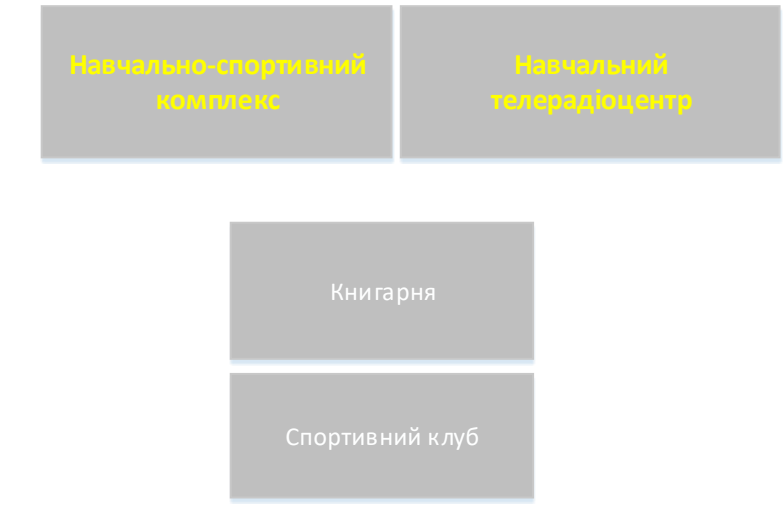 Навчально-спортивний
комплекс
Навчальний
телерадіоцентр
Книгарня
Спортивний клуб